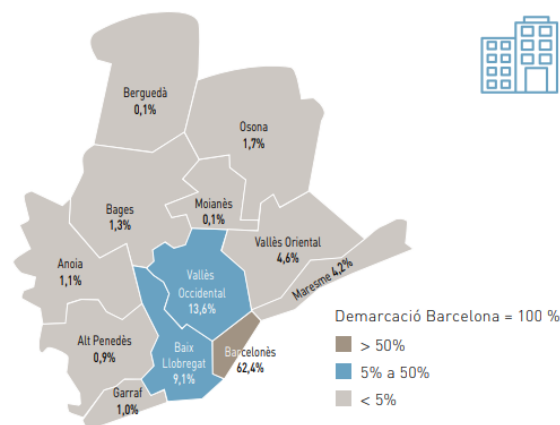 Berguedà
0,1%
Osona
1,7%
Bages
1,3%
Moianès
0,1%
Vallès Oriental
4,6%
Maresme 4,2%
Anoia
1,1%
Vallès
Occidental
13,6%
Alt Penedès
0,9%
Baix
Llobregat
9,1%
Barcelonès
62,4%
Garraf
1,0%
Demarcació Barcelona = 100 %
> 50%
5% a 50%
< 5%